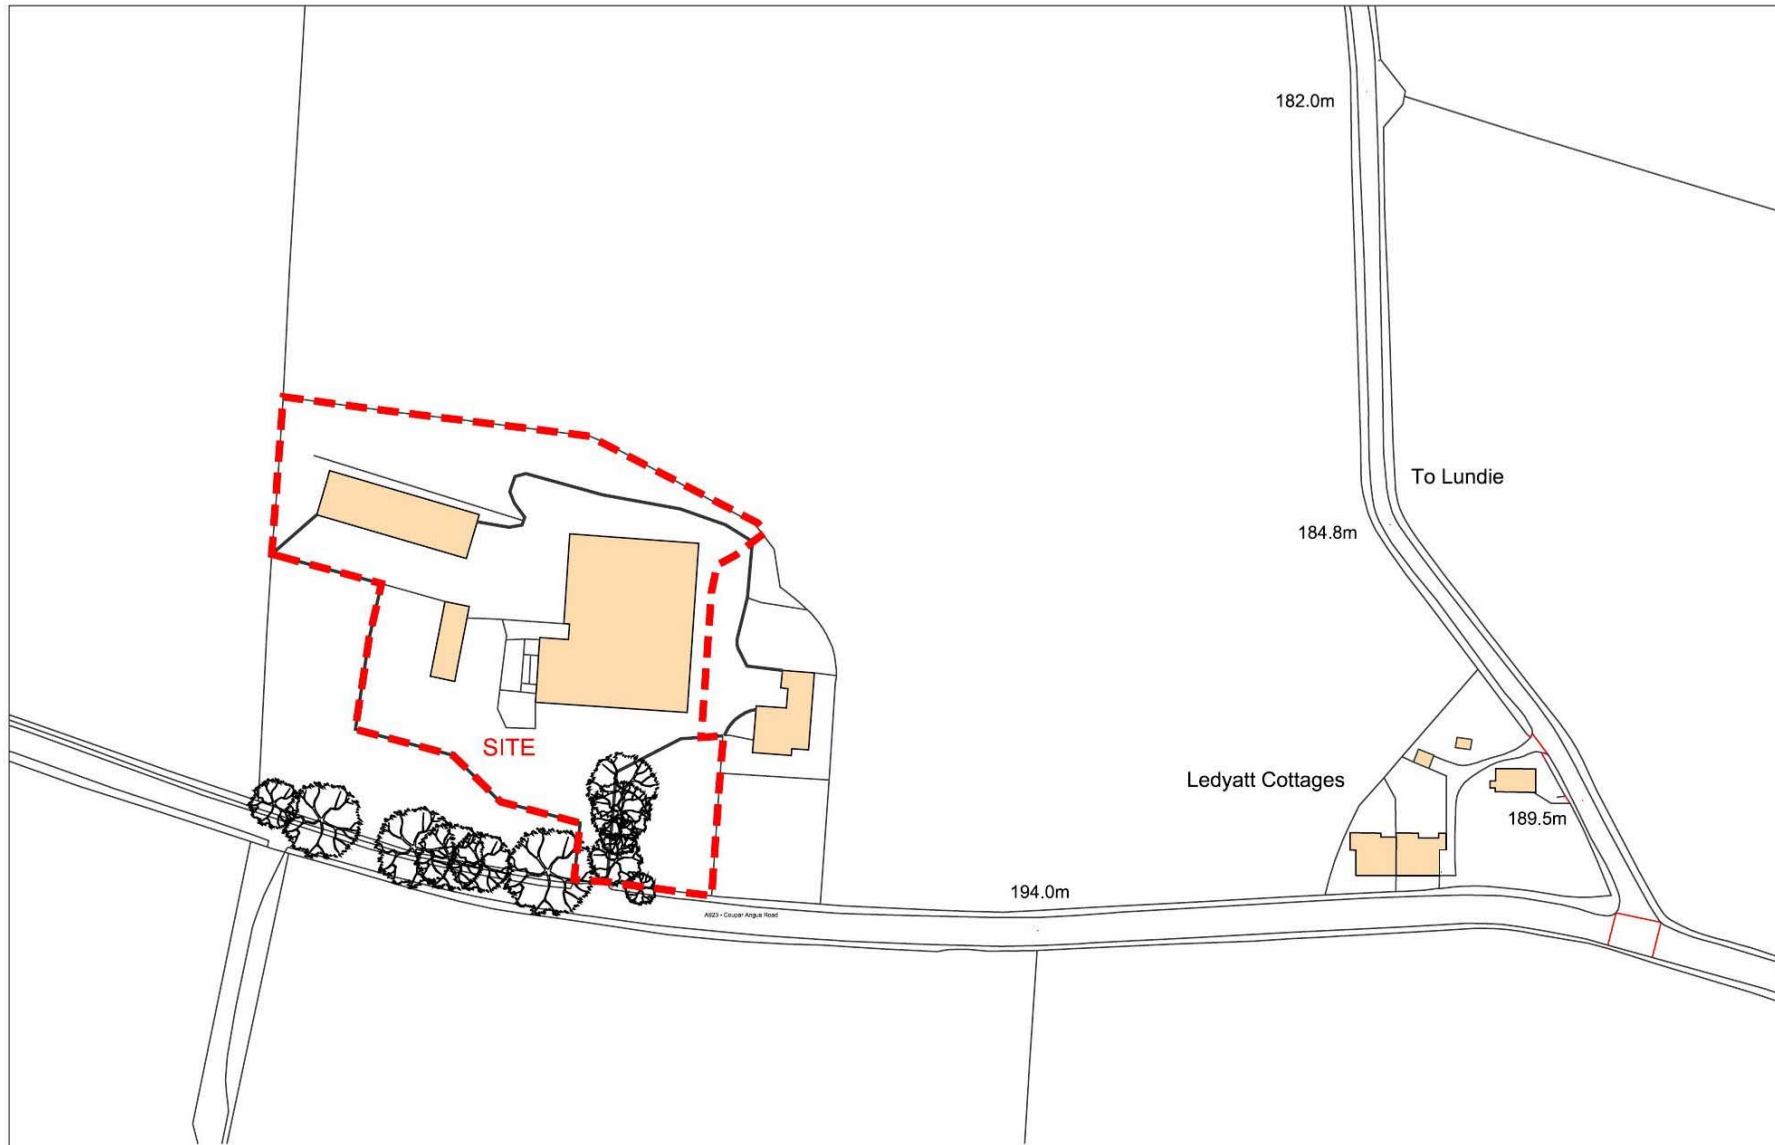 182.0m
To Lundie
184.8m
SITE
Ledyatt Cottages
189.5m
194.0m
A923 - Coupar Angus Road